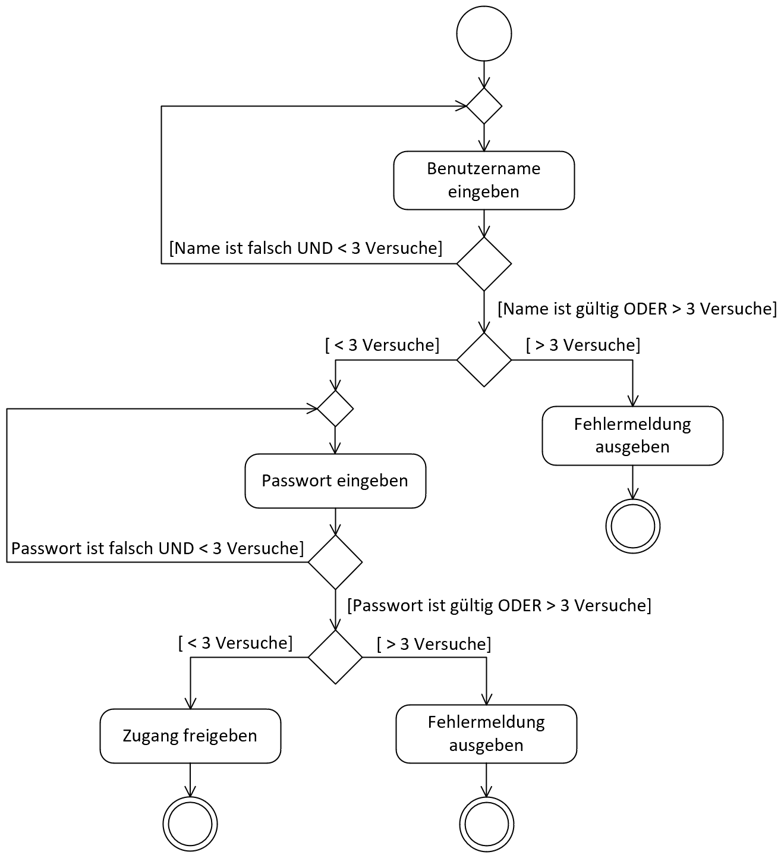 Benutzername
eingeben
[Name ist falsch UND < 3 Versuche]
[Name ist gültig ODER > 3 Versuche]
[ < 3 Versuche]
[ > 3 Versuche]
Fehlermeldung
ausgeben
Passwort eingeben
Passwort ist falsch UND < 3 Versuche]
[Passwort ist gültig ODER > 3 Versuche]
[ < 3 Versuche]
[ > 3 Versuche]
Zugang freigeben
Fehlermeldung
ausgeben